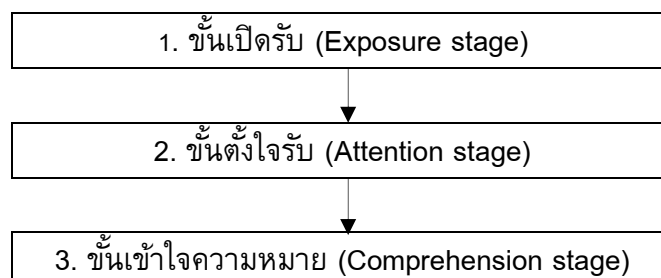 1. ขั้นเปิดรับ (Exposure stage)
2. ขั้นตั้งใจรับ (Attention stage)
3. ขั้นเข้าใจความหมาย (Comprehension stage)